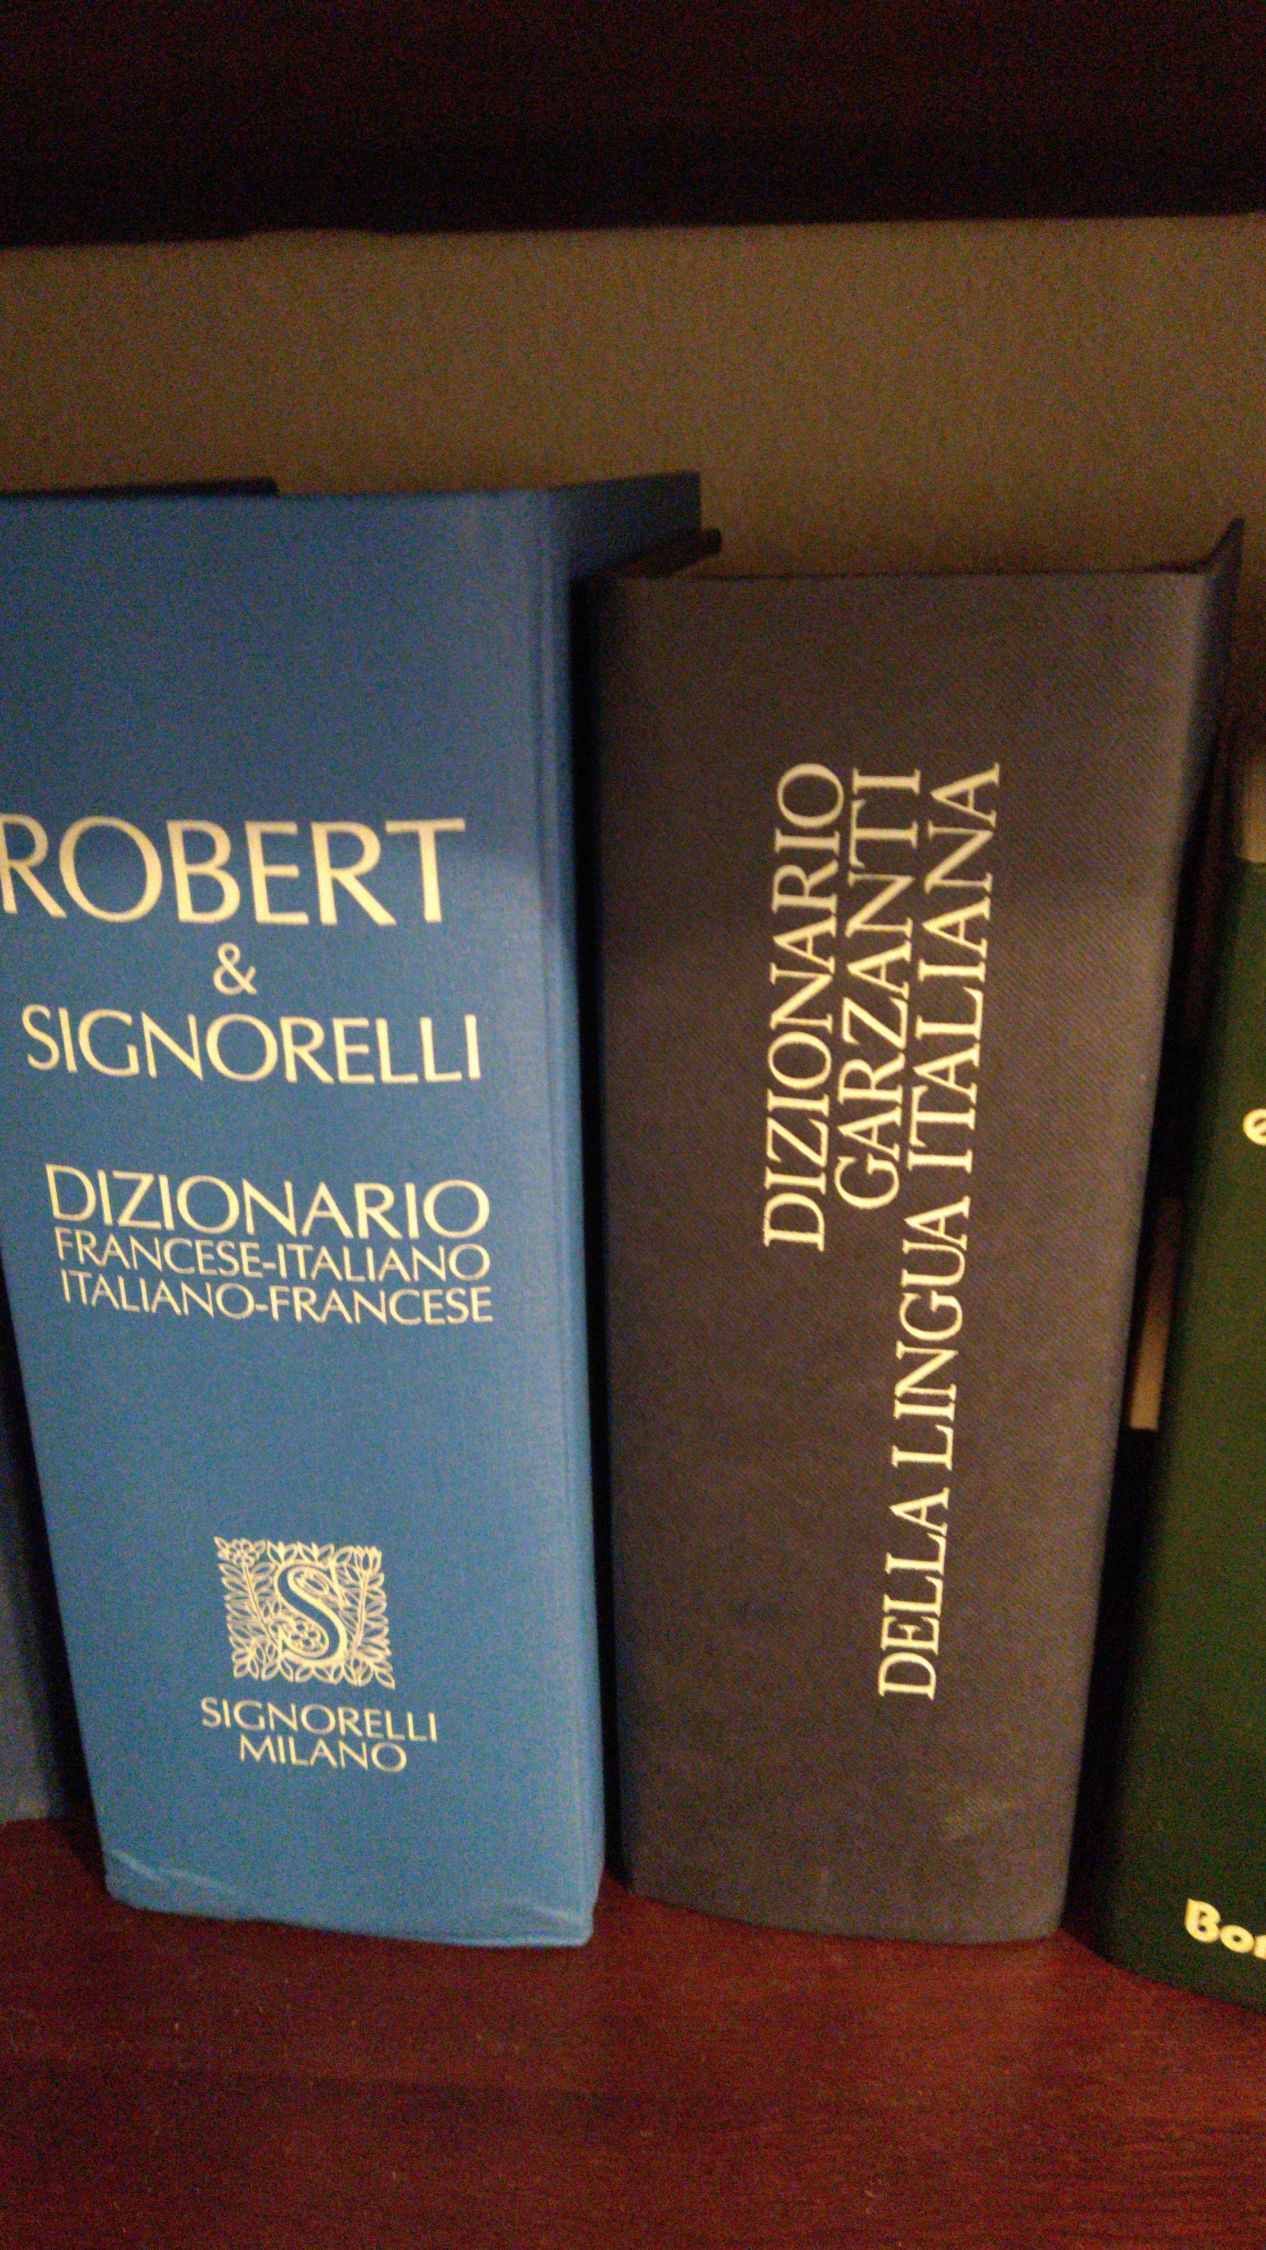 ROBERT
&
SIGNORELLI
DIZIONARIO
FRANCESE-ITALIANO
ITALIANO-FRANCESE
S
SIGNORELLI
MILANO
DIZIONARIO
GARZANTI
DELLA LINGUA ITALIANA